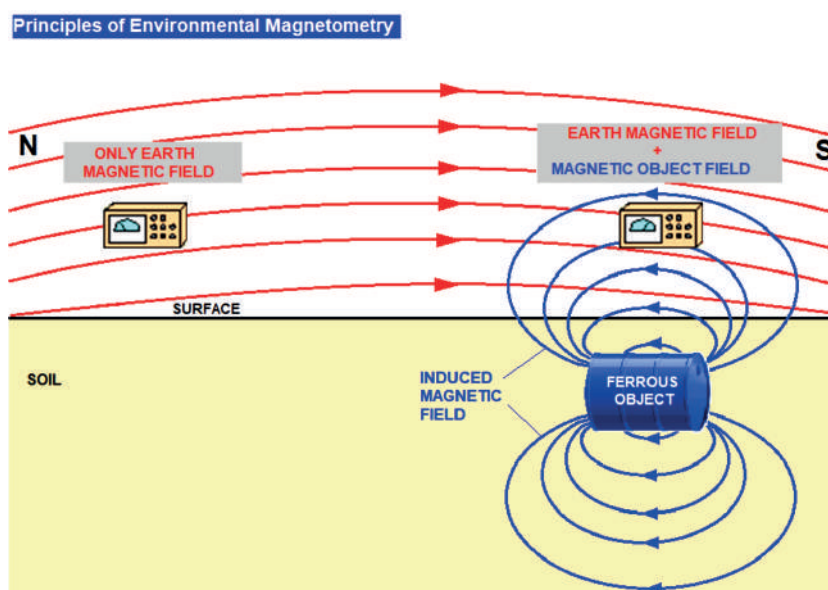 Principles of Environmental Magnetometry
N
ONLY EARTH
MAGNETIC FIELD
EARTH MAGNETIC FIELD
+
MAGNETIC OBJECT FIELD
S
SURFACE
SOIL
INDUCED
MAGNETIC
FIELD
FERROUS
OBJECT